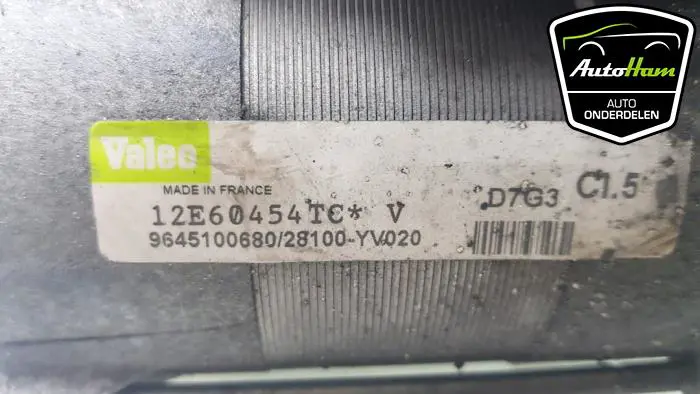 Valeo
MADE IN FRANCE
12E60454TC* V
9645100680/28100-YV020
D7G3 C1.5
AutoHam
AUTO
ONDERDELEN